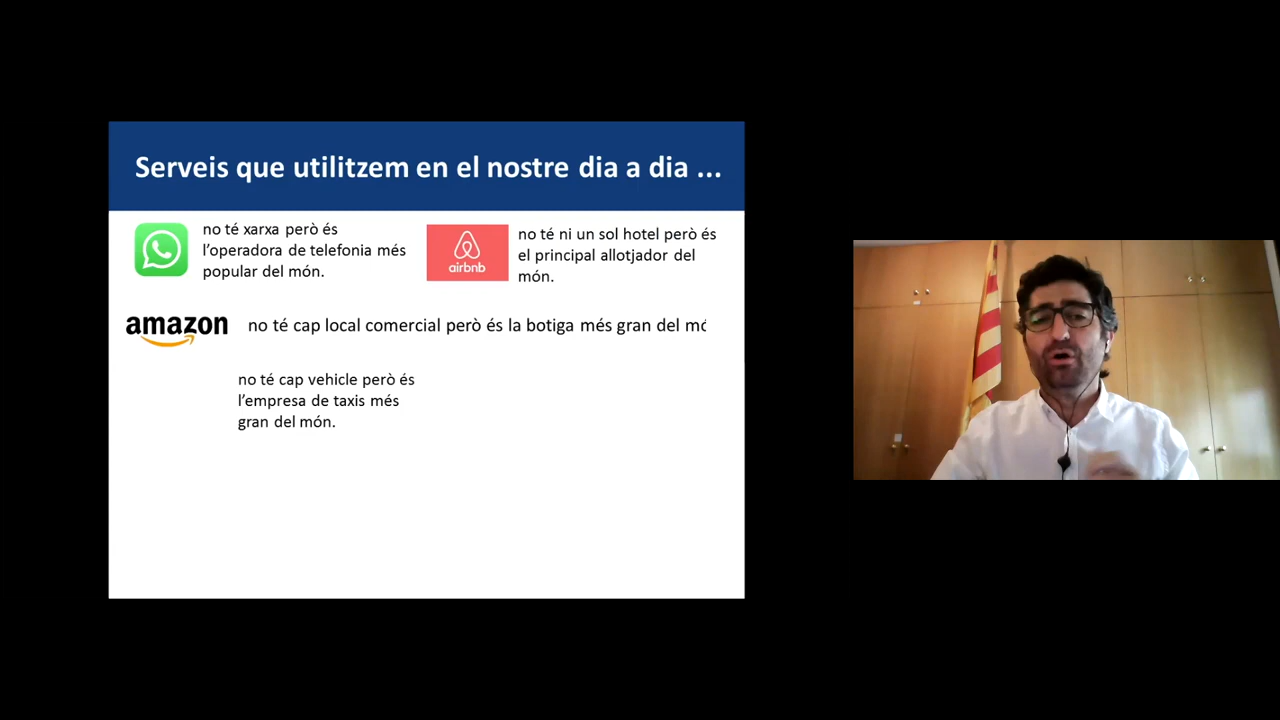 Serveis que utilitzem en el nostre dia a dia ...
no té xarxa però és
l’operadora de telefonia més
popular del món.
airbnb
no té ni un sol hotel però és
el principal allotjador del
món.
amazon
no té cap local comercial però és la botiga més gran del
no té cap vehicle però és
l’empresa de taxis més
gran del món.